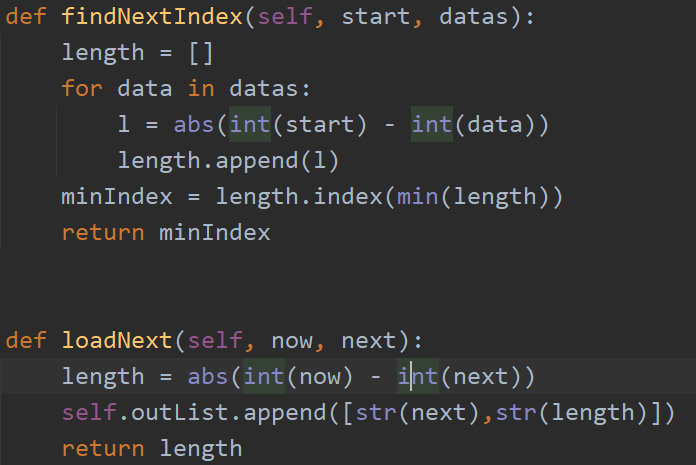 def findNextIndex(self, start, datas):
    length = []
    for data in datas:
        l = abs(int(start) - int(data))
        length.append(l)
    minIndex = length.index(min(length))
    return minIndex
def loadNext(self, now, next):
    length = abs(int(now) - int(next))
    self.outList.append([str(next),str(length)])
    return length